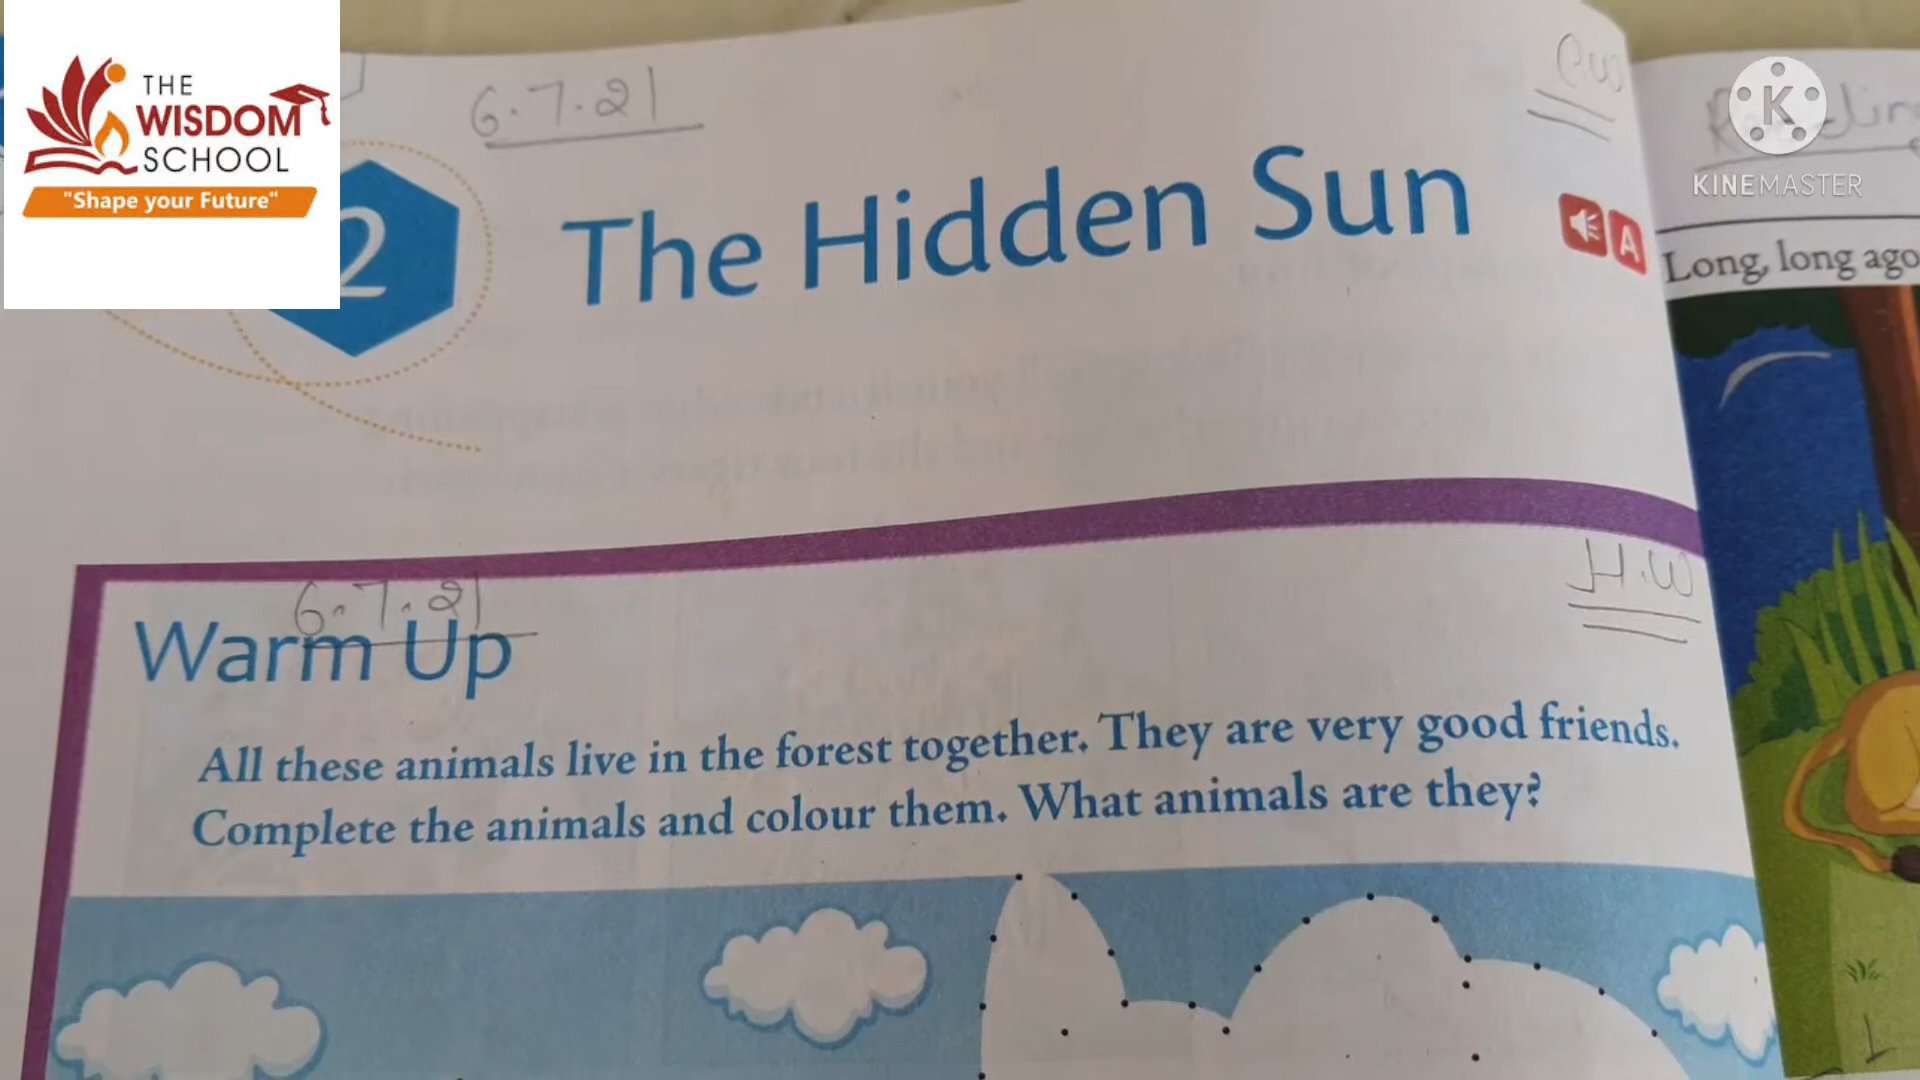 THE
WISDOM
SCHOOL
"Shape your Future"
6.7.21
C.W
2
The Hidden Sun
A
KINEMASTER
Reading
Long, long ago
6.7.21
H.W
Warm Up
All these animals live in the forest together. They are very good friends.
Complete the animals and colour them. What animals are they?